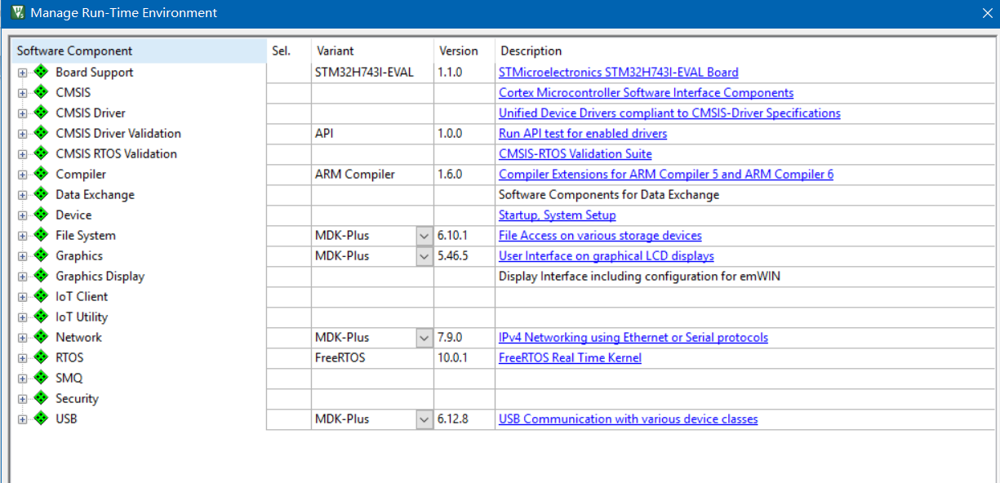 Manage Run-Time Environment
Software Component Sel. Variant Version Description
Board Support STM32H743I-EVAL 1.1.0 STMicroelectronics STM32H743I-EVAL Board
CMSIS Cortex Microcontroller Software Interface Components
CMSIS Driver Unified Device Drivers compliant to CMSIS-Driver Specifications
CMSIS Driver Validation API 1.0.0 Run API test for enabled drivers
CMSIS RTOS Validation CMSIS-RTOS Validation Suite
Compiler ARM Compiler 1.6.0 Compiler Extensions for ARM Compiler 5 and ARM Compiler 6
Data Exchange Software Components for Data Exchange
Device Startup, System Setup
File System MDK-Plus 6.10.1 File Access on various storage devices
Graphics MDK-Plus 5.46.5 User Interface on graphical LCD displays
Graphics Display Display Interface including configuration for emWIN
IoT Client
IoT Utility
Network MDK-Plus 7.9.0 IPv4 Networking using Ethernet or Serial protocols
RTOS FreeRTOS 10.0.1 FreeRTOS Real Time Kernel
SMQ
Security
USB MDK-Plus 6.12.8 USB Communication with various device classes